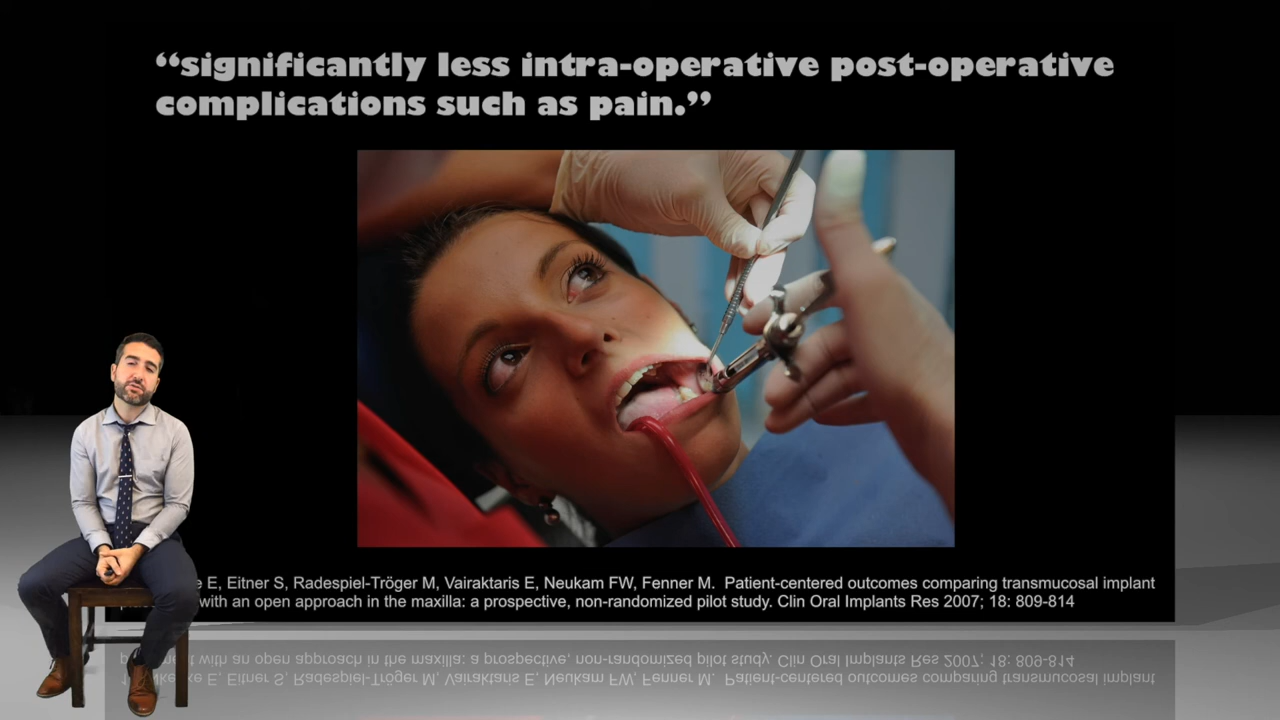 “significantly less intra-operative post-operative
complications such as pain.”
E, Eitner S, Radespiel-Tröger M, Vairaktaris E, Neukam FW, Fenner M. Patient-centered outcomes comparing transmucosal implant
with an open approach in the maxilla: a prospective, non-randomized pilot study. Clin Oral Implants Res 2007; 18: 809-814